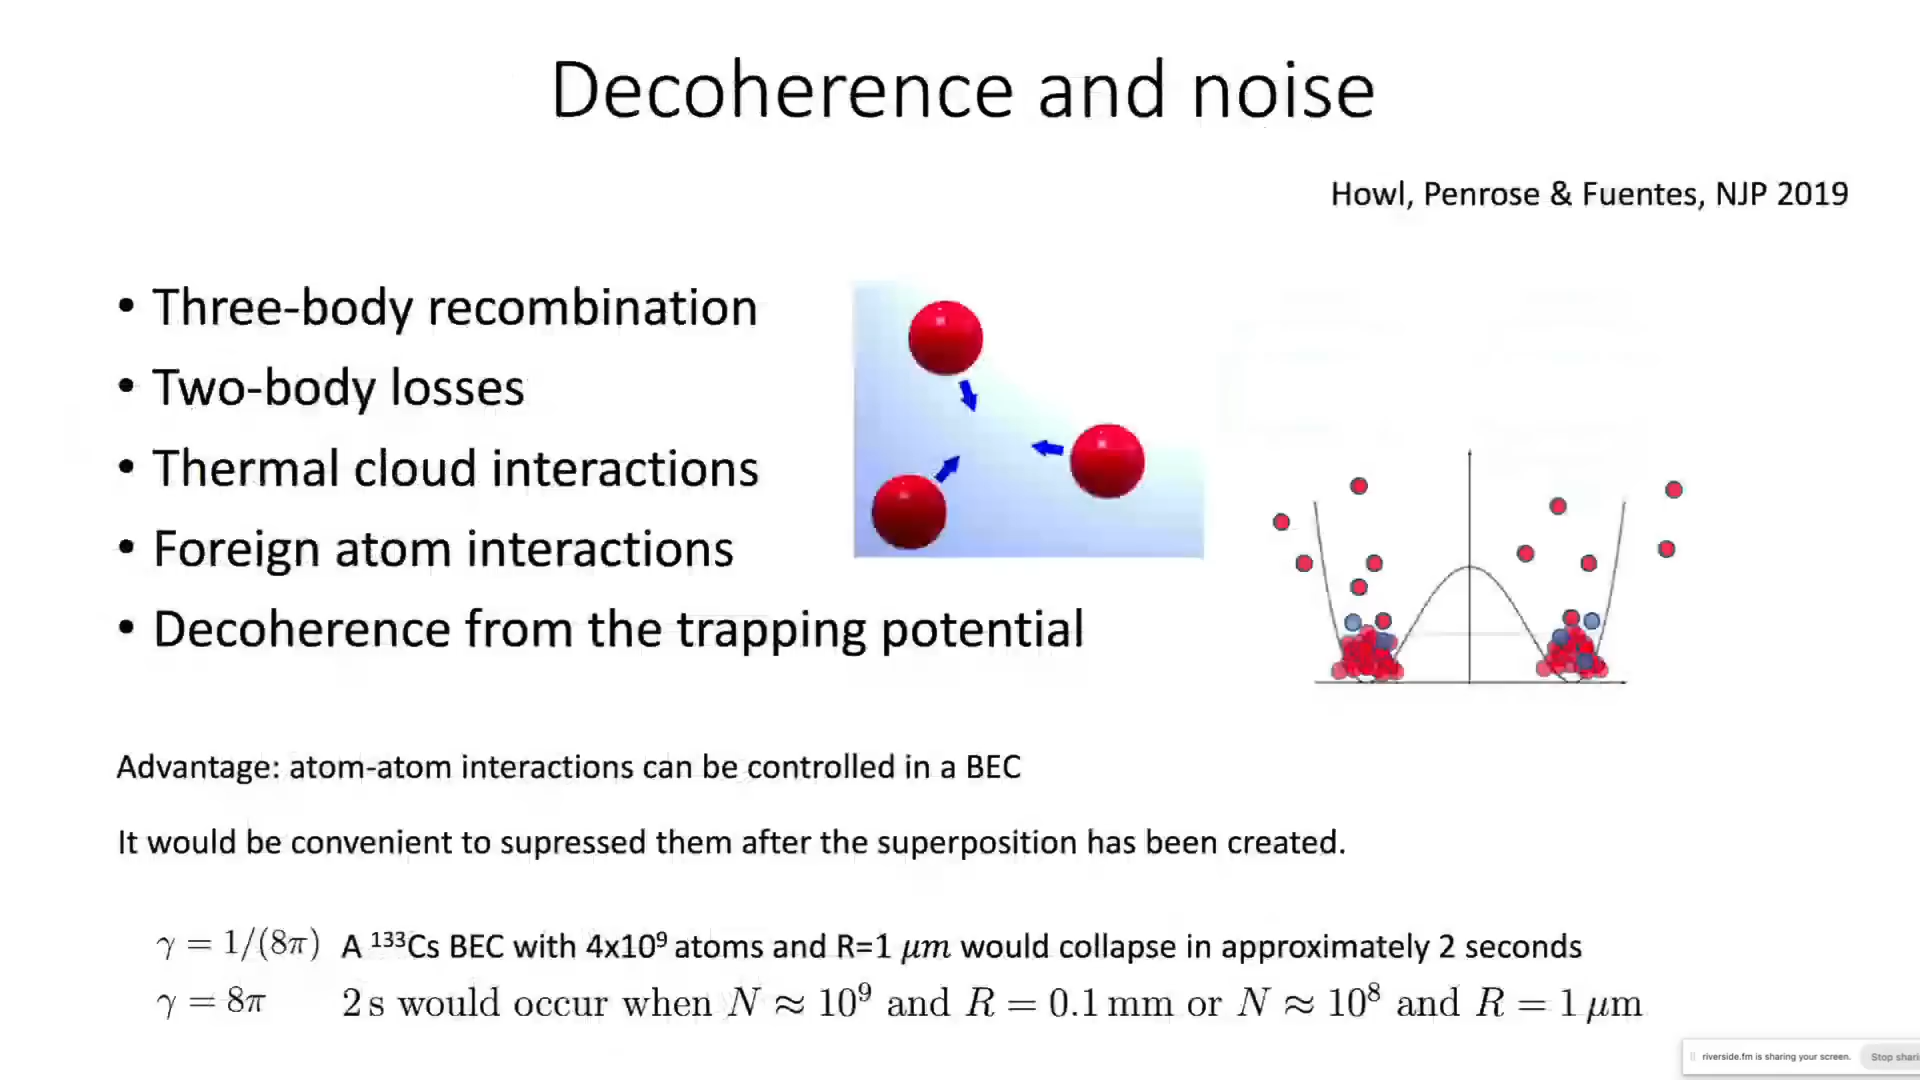 Decoherence and noise
Howl, Penrose & Fuentes, NJP 2019
• Three-body recombination
• Two-body losses
• Thermal cloud interactions
• Foreign atom interactions
• Decoherence from the trapping potential
Advantage: atom-atom interactions can be controlled in a BEC
It would be convenient to supressed them after the superposition has been created.
γ = 1/(8π) A ¹³³Cs BEC with 4x10⁹ atoms and R=1 μm would collapse in approximately 2 seconds
γ = 8π 2 s would occur when N ≈ 10⁹ and R = 0.1 mm or N ≈ 10⁸ and R = 1 μm
riverside.fm is sharing your screen. Stop shari